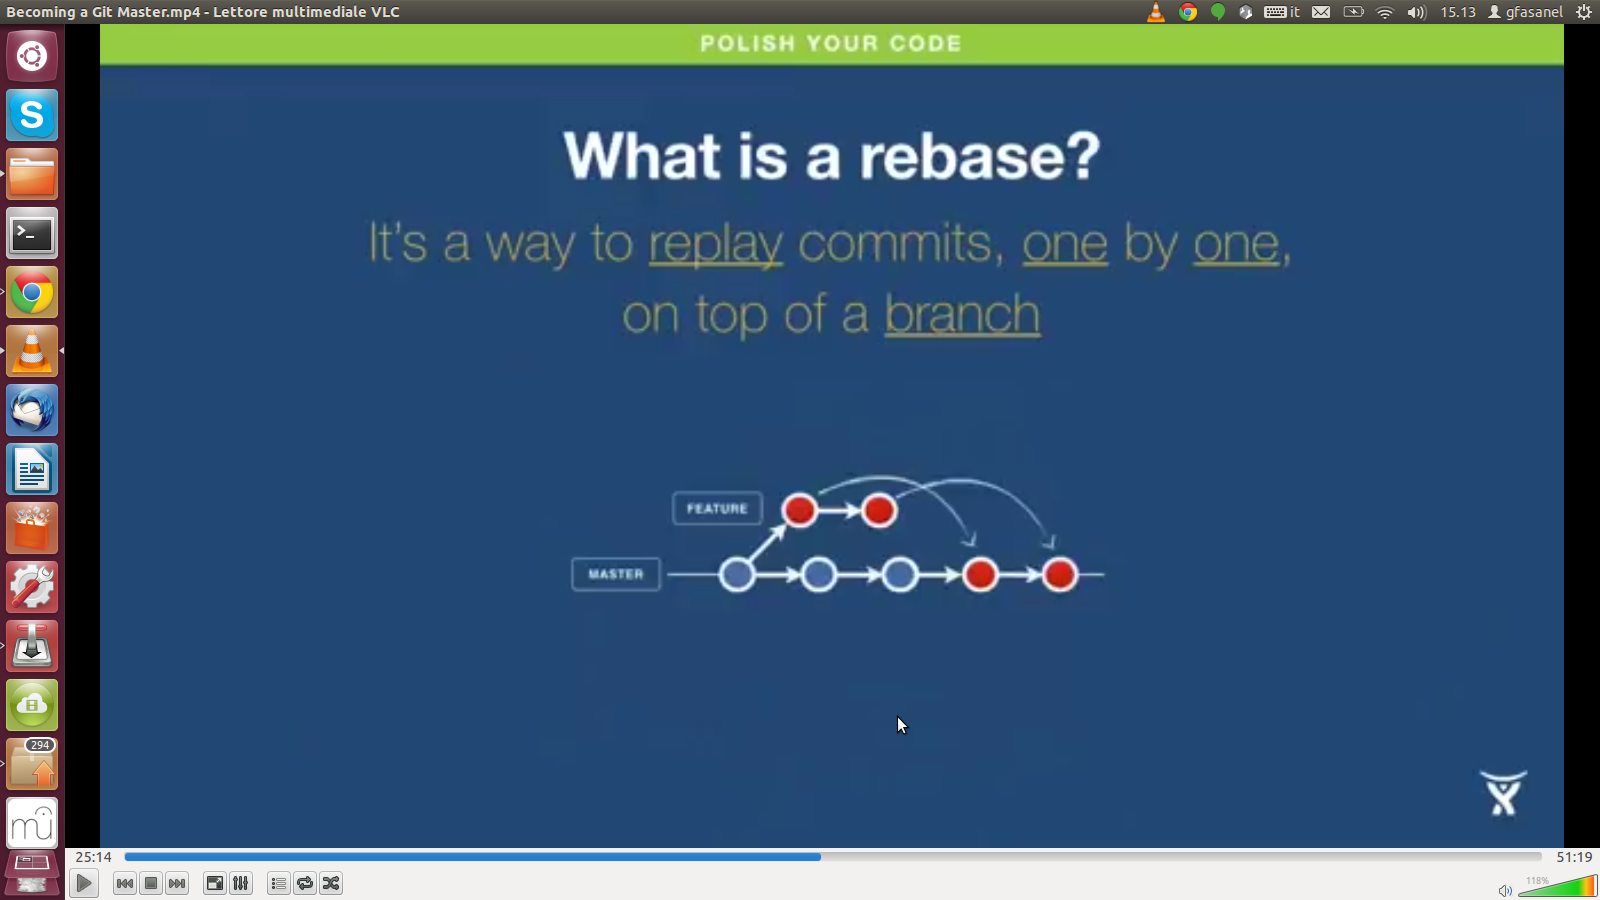 Becoming a Git Master.mp4 - Lettore multimediale VLC
it
15.13
gfasanel
POLISH YOUR CODE
What is a rebase?
It's a way to replay commits, one by one,
on top of a branch
FEATURE
MASTER
294
mu
25:14
51:19
118%